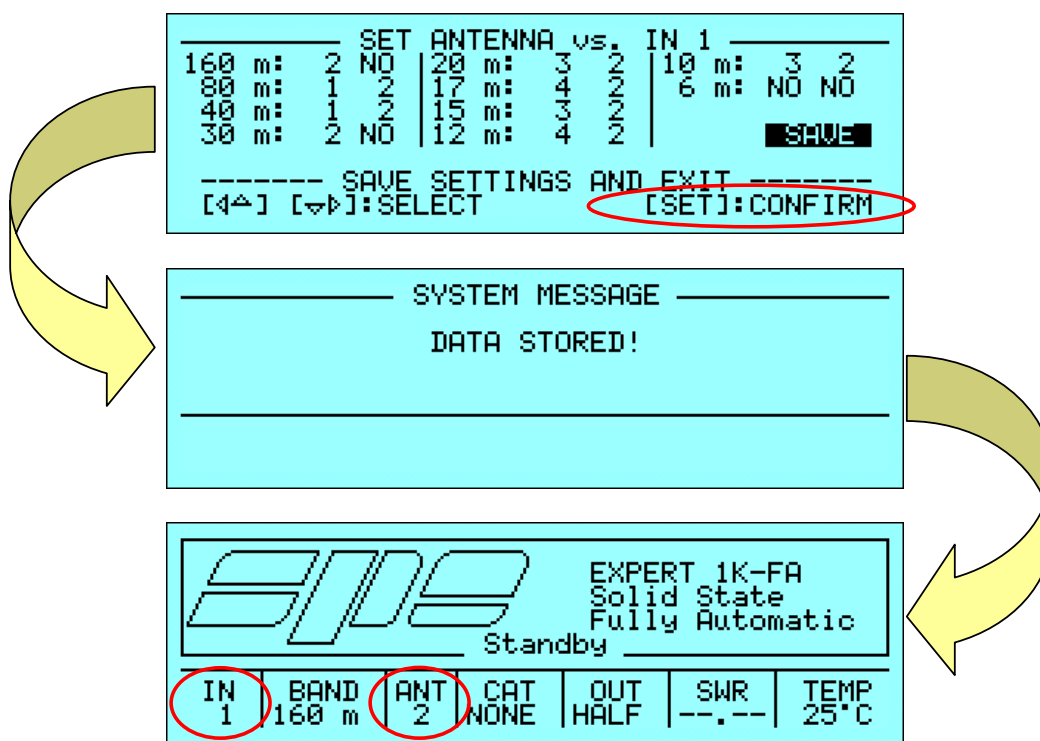 SET ANTENNA vs. IN 1
160 m: 2 NO 20 m: 3 2 10 m: 3 2
80 m: 1 2 17 m: 4 2 6 m: NO NO
40 m: 1 2 15 m: 3 2
30 m: 2 NO 12 m: 4 2 SAVE
------- SAVE SETTINGS AND EXIT -------
[◁△] [▽▷]:SELECT [SET]:CONFIRM
SYSTEM MESSAGE
DATA STORED!
spe
EXPERT 1K-FA
Solid State
Fully Automatic
Standby
IN BAND ANT CAT OUT SWR TEMP
1 160 m 2 NONE HALF --.-- 25°C